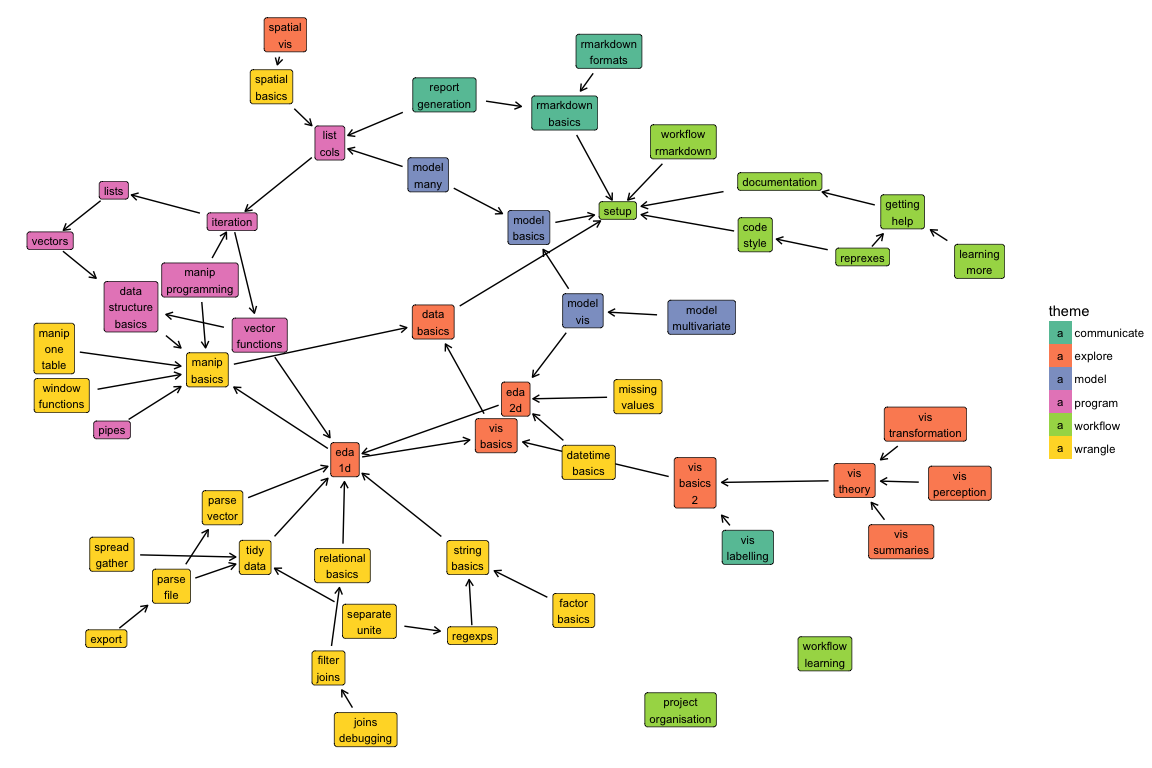 spatial
vis
rmarkdown
formats
spatial
basics
report
generation
rmarkdown
basics
list
cols
workflow
rmarkdown
model
many
documentation
lists
getting
help
setup
iteration
model
basics
code
style
vectors
reprexes
learning
more
manip
programming
data
structure
basics
model
vis
model
multivariate
data
basics
vector
functions
manip
one
table
manip
basics
window
functions
eda
2d
missing
values
pipes
vis
basics
vis
transformation
eda
1d
datetime
basics
vis
basics
2
vis
theory
vis
perception
parse
vector
vis
summaries
vis
labelling
spread
gather
tidy
data
relational
basics
string
basics
parse
file
factor
basics
separate
unite
export
regexps
filter
joins
workflow
learning
project
organisation
joins
debugging
theme
a communicate
a explore
a model
a program
a workflow
a wrangle